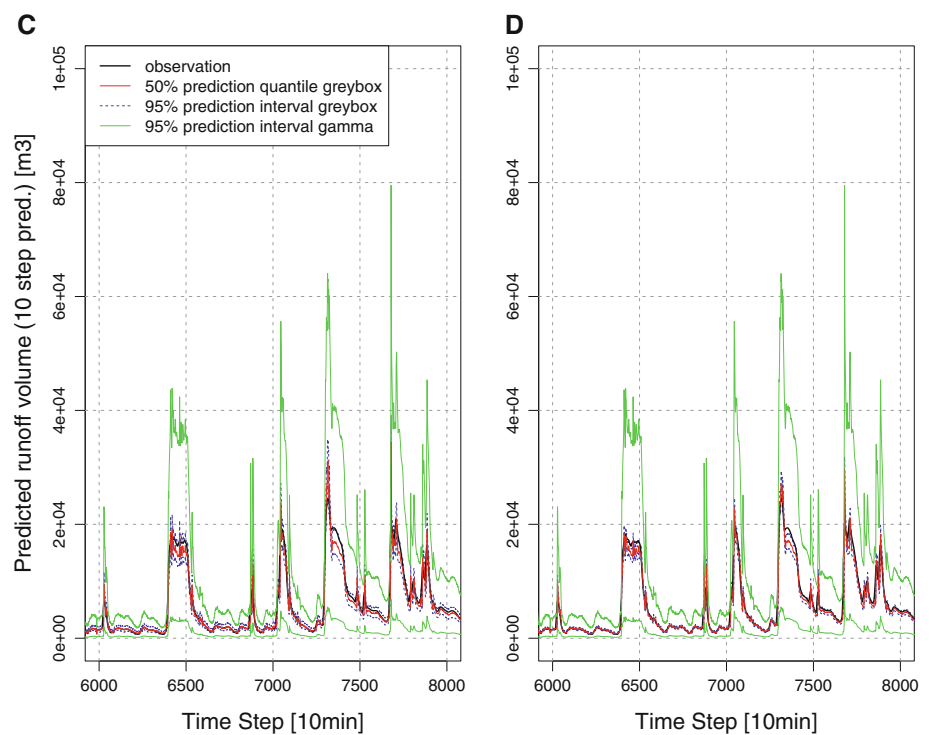 C
D
observation
50% prediction quantile greybox
95% prediction interval greybox
95% prediction interval gamma
Predicted runoff volume (10 step pred.) [m3]
1e+05
8e+04
6e+04
4e+04
2e+04
0e+00
6000 6500 7000 7500 8000
Time Step [10min]
1e+05
8e+04
6e+04
4e+04
2e+04
0e+00
6000 6500 7000 7500 8000
Time Step [10min]